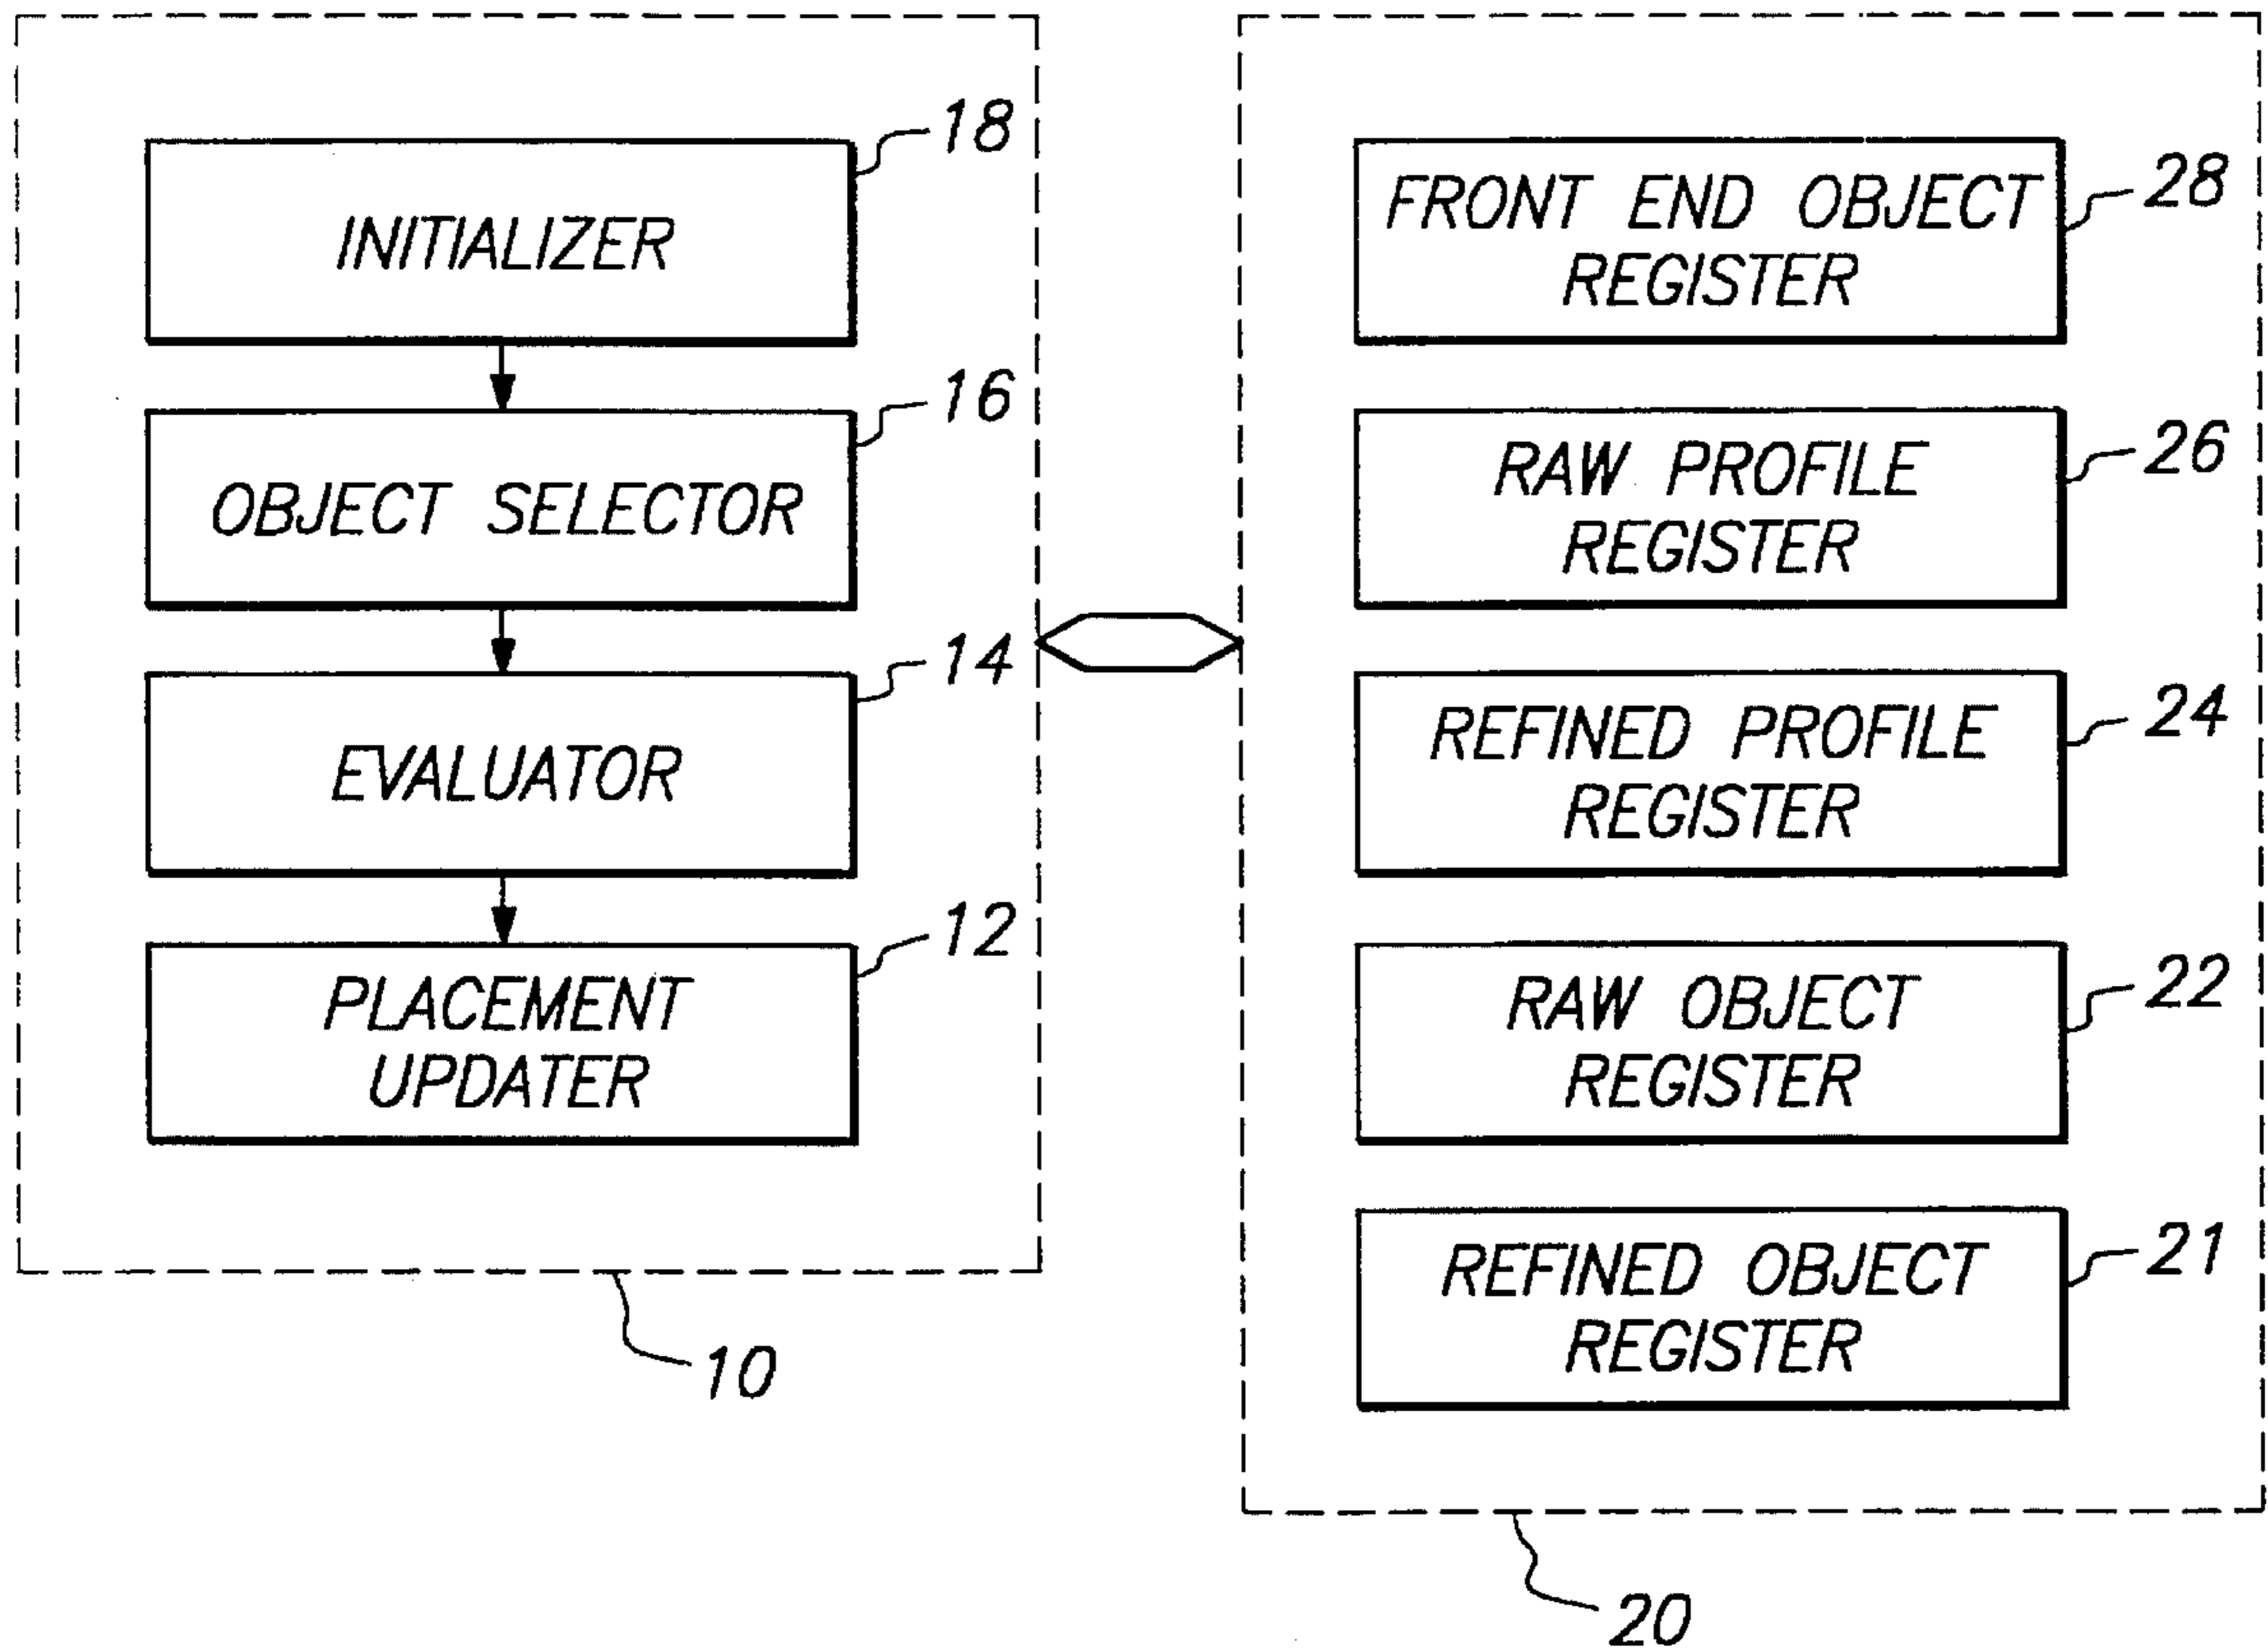 18
INITIALIZER
16
OBJECT SELECTOR
14
EVALUATOR
12
PLACEMENT
UPDATER
10
28
FRONT END OBJECT
REGISTER
26
RAW PROFILE
REGISTER
24
REFINED PROFILE
REGISTER
22
RAW OBJECT
REGISTER
21
REFINED OBJECT
REGISTER
20